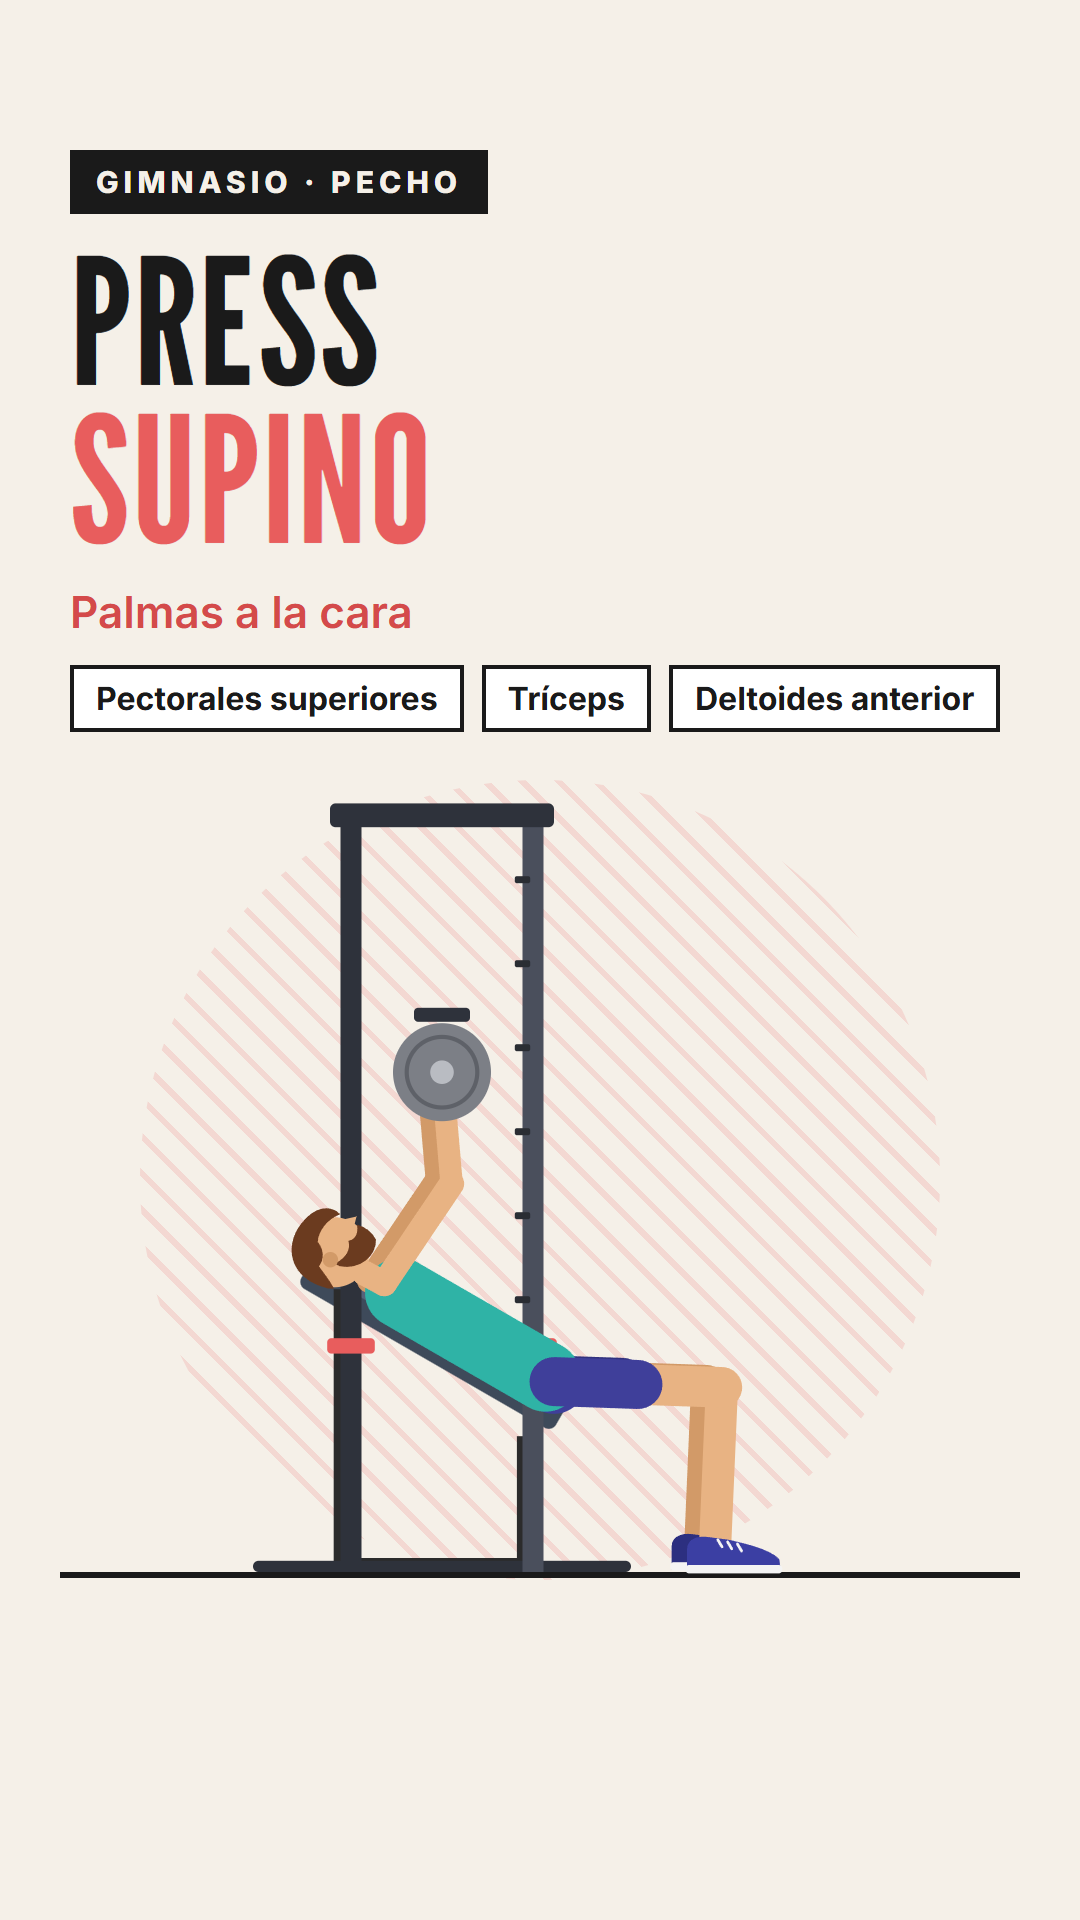 GIMNASIO · PECHO
PRESS
SUPINO
Palmas a la cara
Pectorales superiores
Tríceps
Deltoides anterior